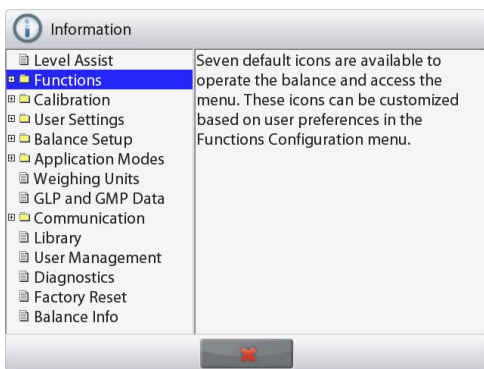 Information
Level Assist
Functions
Calibration
User Settings
Balance Setup
Application Modes
Weighing Units
GLP and GMP Data
Communication
Library
User Management
Diagnostics
Factory Reset
Balance Info
Seven default icons are available to
operate the balance and access the
menu. These icons can be customized
based on user preferences in the
Functions Configuration menu.